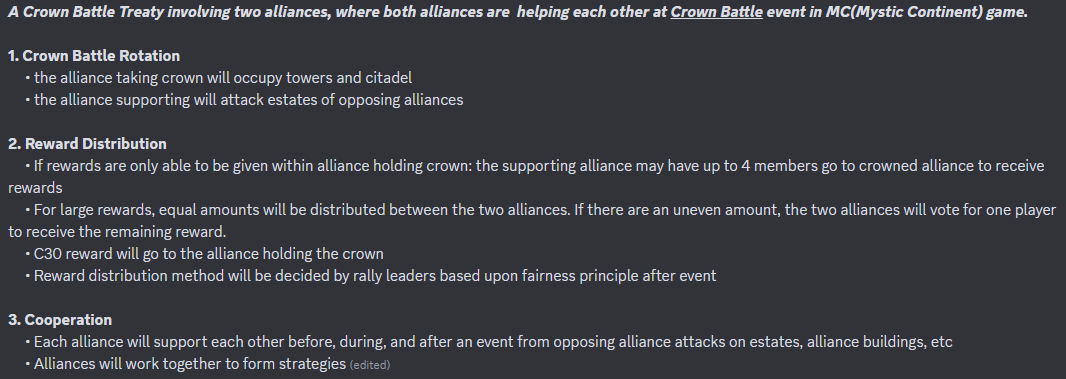 A Crown Battle Treaty involving two alliances, where both alliances are  helping each other at Crown Battle event in MC(Mystic Continent) game.
1. Crown Battle Rotation
• the alliance taking crown will occupy towers and citadel
• the alliance supporting will attack estates of opposing alliances
2. Reward Distribution
• If rewards are only able to be given within alliance holding crown: the supporting alliance may have up to 4 members go to crowned alliance to receive
rewards
• For large rewards, equal amounts will be distributed between the two alliances. If there are an uneven amount, the two alliances will vote for one player
to receive the remaining reward.
• C30 reward will go to the alliance holding the crown
• Reward distribution method will be decided by rally leaders based upon fairness principle after event
3. Cooperation
• Each alliance will support each other before, during, and after an event from opposing alliance attacks on estates, alliance buildings, etc
• Alliances will work together to form strategies (edited)